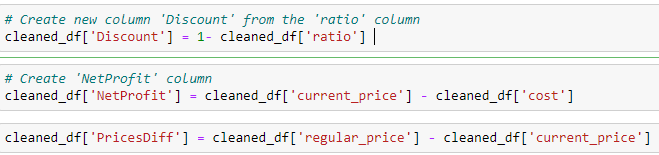 # Create new column 'Discount' from the 'ratio' column
cleaned_df['Discount'] = 1- cleaned_df['ratio']
# Create 'NetProfit' column
cleaned_df['NetProfit'] = cleaned_df['current_price'] - cleaned_df['cost']
cleaned_df['PricesDiff'] = cleaned_df['regular_price'] - cleaned_df['current_price']